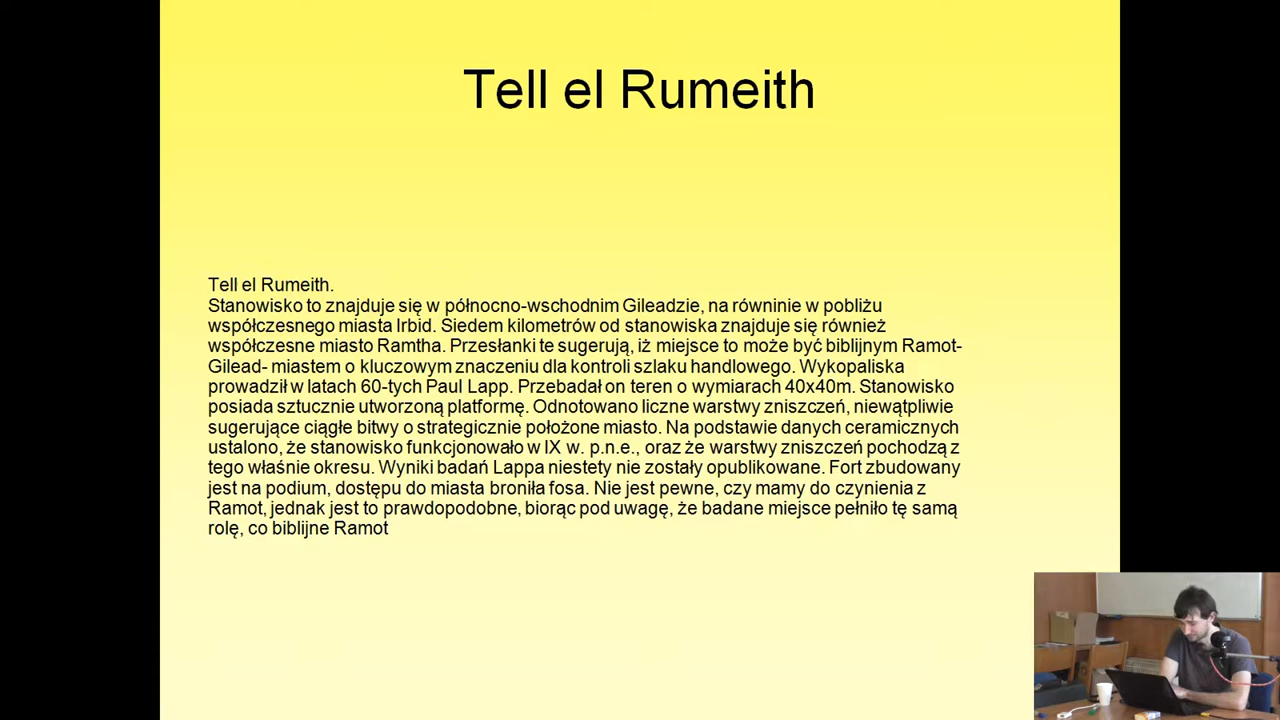 Tell el Rumeith
Tell el Rumeith.
Stanowisko to znajduje się w północno-wschodnim Gileadzie, na równinie w pobliżu
współczesnego miasta Irbid. Siedem kilometrów od stanowiska znajduje się również
współczesne miasto Ramtha. Przesłanki te sugerują, iż miejsce to może być biblijnym Ramot-
Gilead- miastem o kluczowym znaczeniu dla kontroli szlaku handlowego. Wykopaliska
prowadził w latach 60-tych Paul Lapp. Przebadał on teren o wymiarach 40x40m. Stanowisko
posiada sztucznie utworzoną platformę. Odnotowano liczne warstwy zniszczeń, niewątpliwie
sugerujące ciągłe bitwy o strategicznie położone miasto. Na podstawie danych ceramicznych
ustalono, że stanowisko funkcjonowało w IX w. p.n.e., oraz że warstwy zniszczeń pochodzą z
tego właśnie okresu. Wyniki badań Lappa niestety nie zostały opublikowane. Fort zbudowany
jest na podium, dostępu do miasta broniła fosa. Nie jest pewne, czy mamy do czynienia z
Ramot, jednak jest to prawdopodobne, biorąc pod uwagę, że badane miejsce pełniło tę samą
rolę, co biblijne Ramot